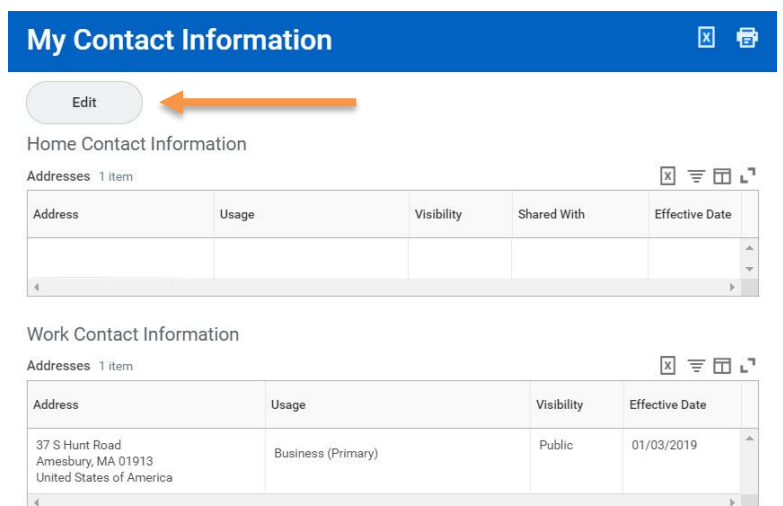 My Contact Information
Edit
Home Contact Information
Addresses 1 item
Address Usage Visibility Shared With Effective Date
Work Contact Information
Addresses 1 item
Address Usage Visibility Effective Date
37 S Hunt Road
Amesbury, MA 01913
United States of America
Business (Primary)
Public
01/03/2019